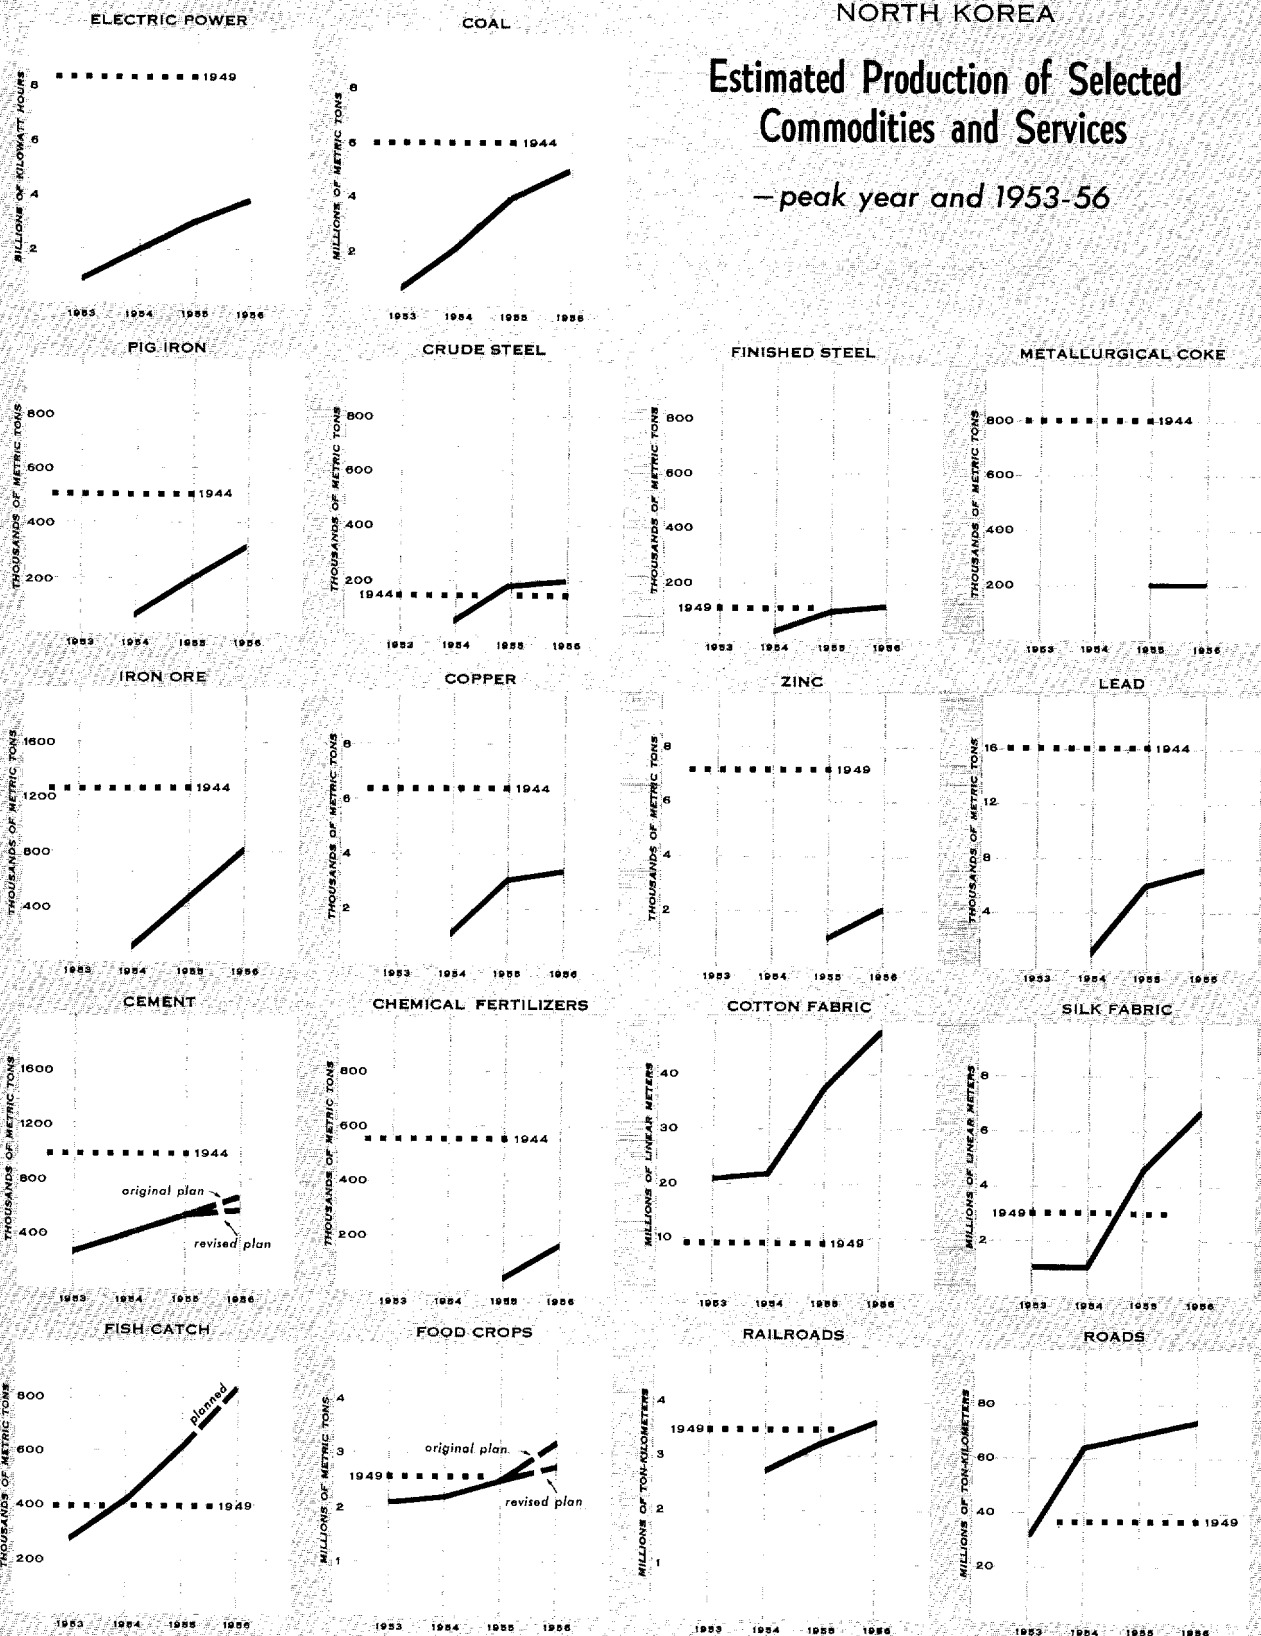 NORTH KOREA
Estimated Production of Selected
Commodities and Services
—peak year and 1953-56
ELECTRIC POWER
BILLIONS OF KILOWATT HOURS
8
6
4
2
1949
1953 1954 1955 1956
COAL
MILLIONS OF METRIC TONS
8
6
4
2
1944
1953 1954 1955 1956
PIG IRON
THOUSANDS OF METRIC TONS
800
600
400
200
1944
1953 1954 1955 1956
CRUDE STEEL
THOUSANDS OF METRIC TONS
800
600
400
200
1944
1953 1954 1955 1956
FINISHED STEEL
THOUSANDS OF METRIC TONS
800
600
400
200
1949
1953 1954 1955 1956
METALLURGICAL COKE
THOUSANDS OF METRIC TONS
800
600
400
200
1944
1953 1954 1955 1956
IRON ORE
THOUSANDS OF METRIC TONS
1600
1200
800
400
1944
1953 1954 1955 1956
COPPER
THOUSANDS OF METRIC TONS
8
6
4
2
1944
1953 1954 1955 1956
ZINC
THOUSANDS OF METRIC TONS
8
6
4
2
1949
1953 1954 1955 1956
LEAD
THOUSANDS OF METRIC TONS
16
12
8
4
1944
1953 1954 1955 1956
CEMENT
THOUSANDS OF METRIC TONS
1600
1200
800
400
1944
original plan
revised plan
1953 1954 1955 1956
CHEMICAL FERTILIZERS
THOUSANDS OF METRIC TONS
800
600
400
200
1944
1953 1954 1955 1956
COTTON FABRIC
MILLIONS OF LINEAR METERS
40
30
20
10
1949
1953 1954 1955 1956
SILK FABRIC
MILLIONS OF LINEAR METERS
8
6
4
2
1949
1953 1954 1955 1956
FISH CATCH
THOUSANDS OF METRIC TONS
800
600
400
200
planned
1949
1953 1954 1955 1956
FOOD CROPS
MILLIONS OF METRIC TONS
4
3
2
1
1949
original plan
revised plan
1953 1954 1955 1956
RAILROADS
MILLIONS OF TON-KILOMETERS
4
3
2
1
1949
1953 1954 1955 1956
ROADS
MILLIONS OF TON-KILOMETERS
80
60
40
20
1949
1953 1954 1955 1956